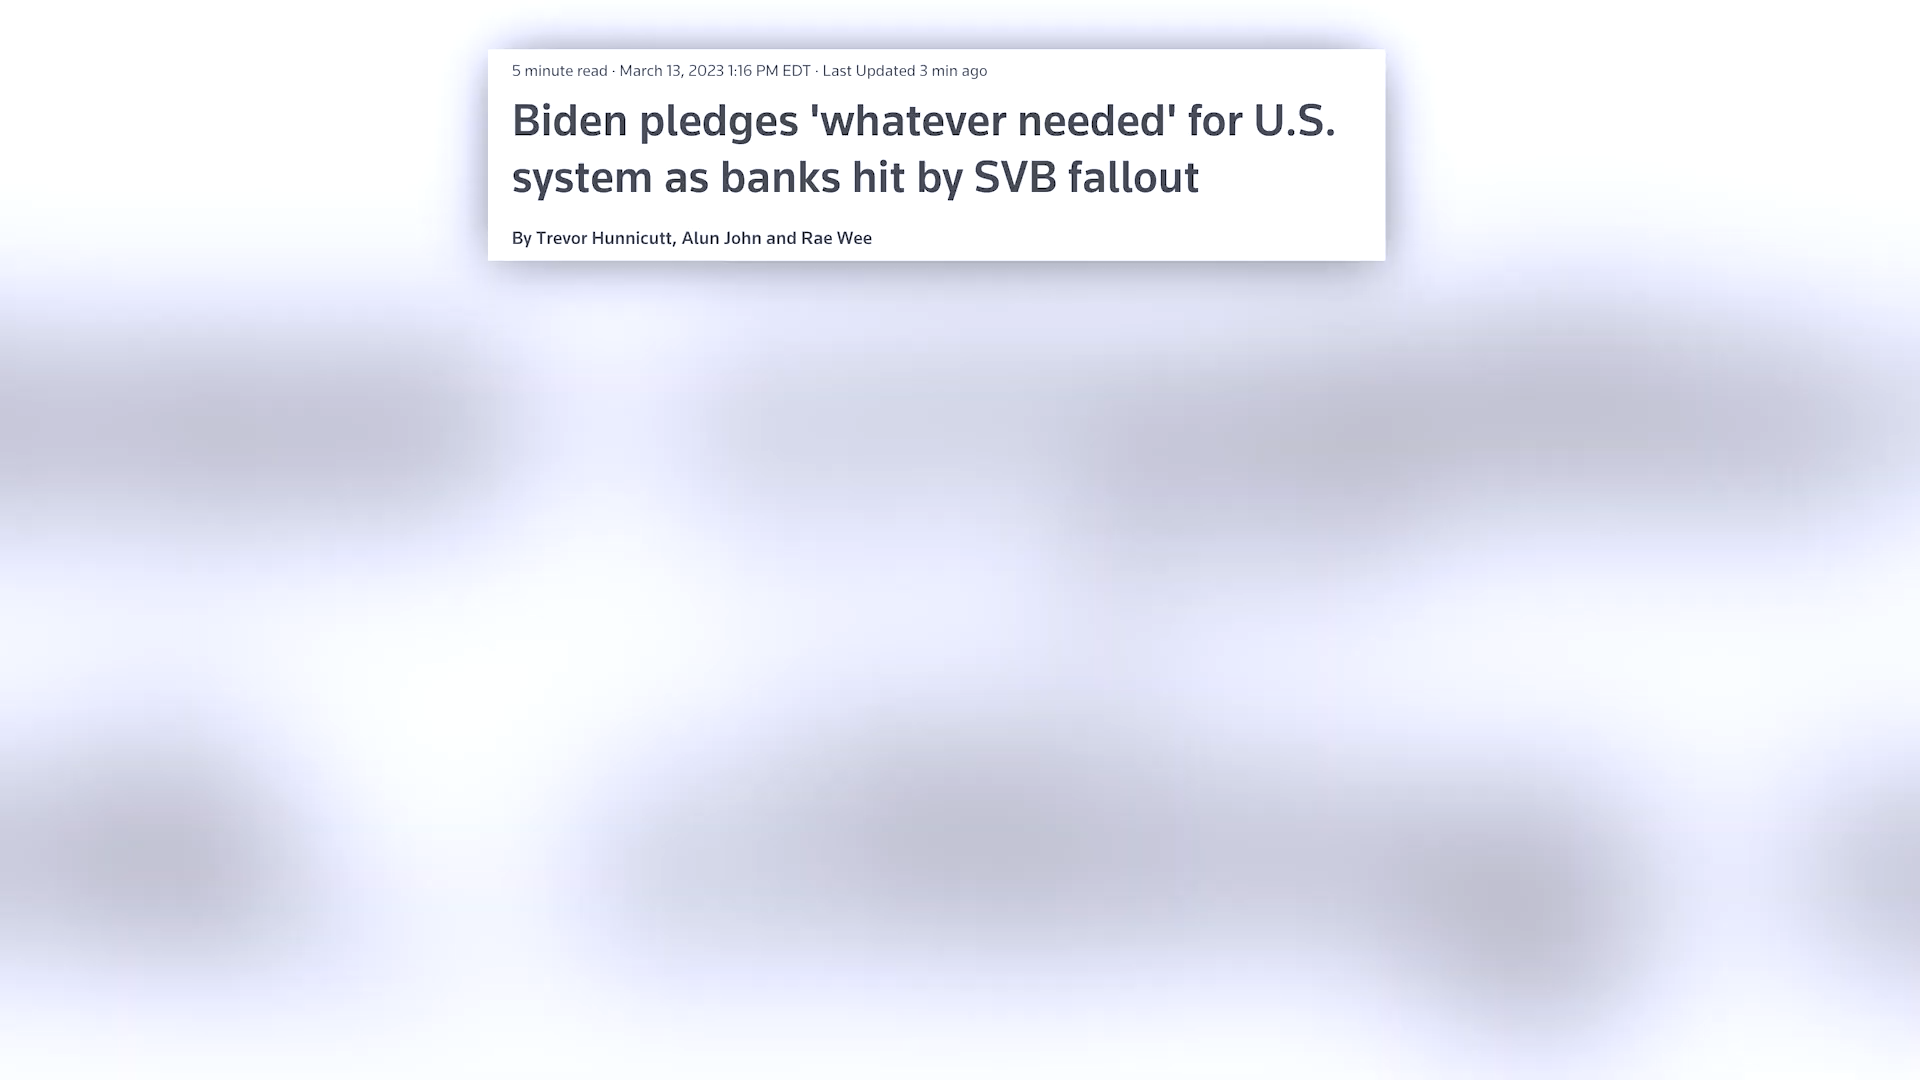 5 minute read · March 13, 2023 1:16 PM EDT · Last Updated 3 min ago
Biden pledges 'whatever needed' for U.S.
system as banks hit by SVB fallout
By Trevor Hunnicutt, Alun John and Rae Wee